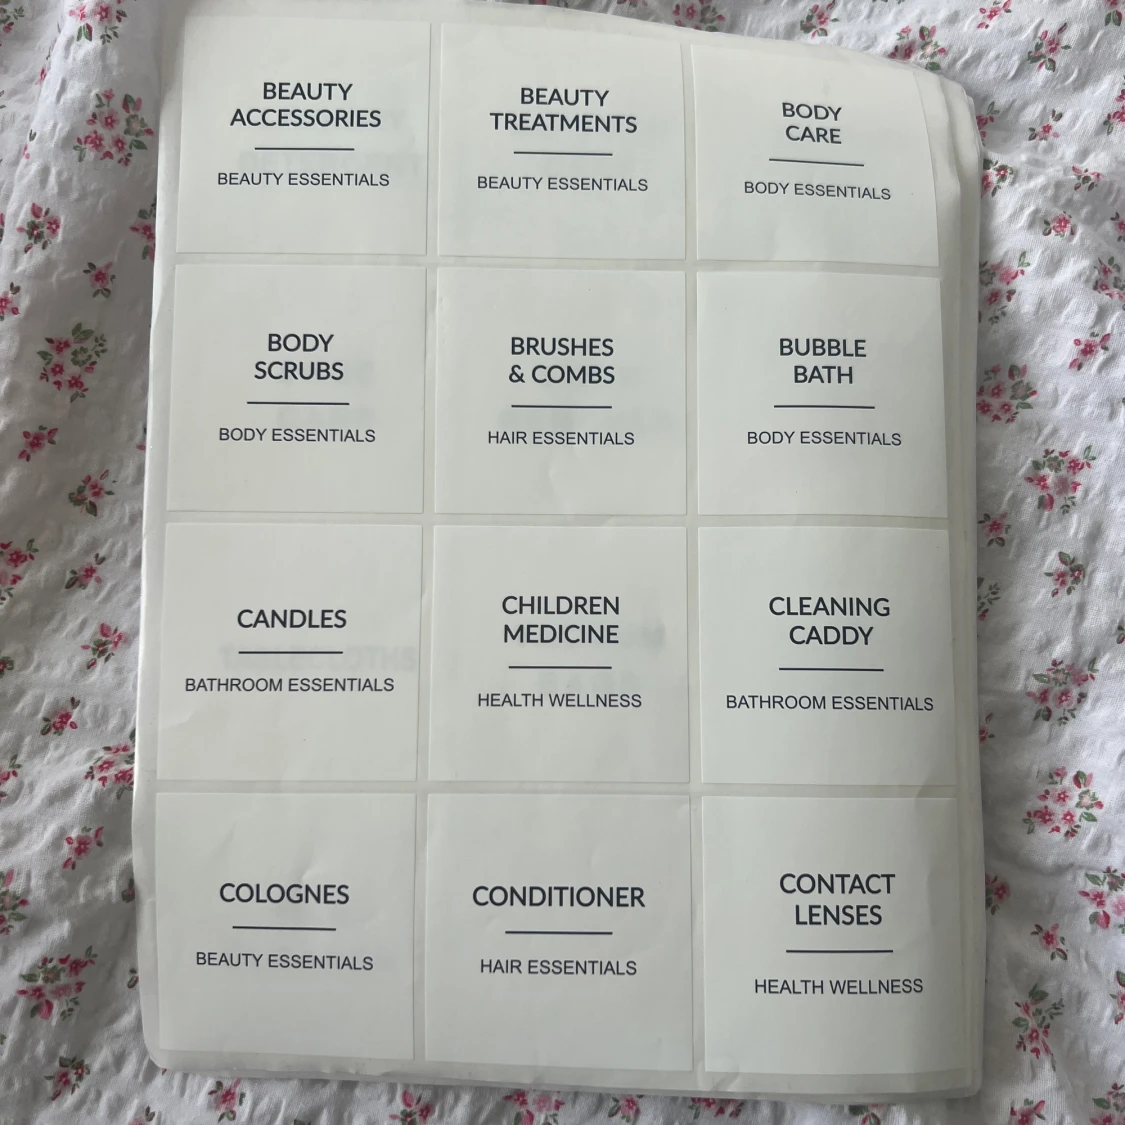 BEAUTY
ACCESSORIES
BEAUTY ESSENTIALS
BEAUTY
TREATMENTS
BEAUTY ESSENTIALS
BODY
CARE
BODY ESSENTIALS
BODY
SCRUBS
BODY ESSENTIALS
BRUSHES
& COMBS
HAIR ESSENTIALS
BUBBLE
BATH
BODY ESSENTIALS
CANDLES
BATHROOM ESSENTIALS
CHILDREN
MEDICINE
HEALTH WELLNESS
CLEANING
CADDY
BATHROOM ESSENTIALS
COLOGNES
BEAUTY ESSENTIALS
CONDITIONER
HAIR ESSENTIALS
CONTACT
LENSES
HEALTH WELLNESS